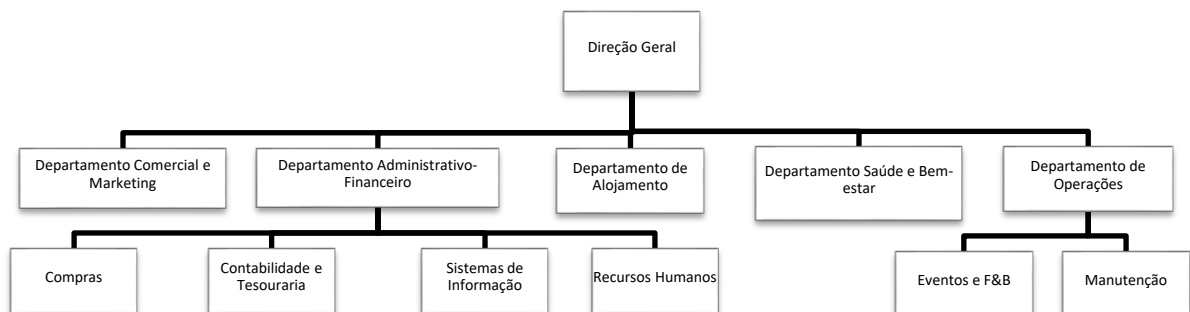 Direção Geral
Departamento Comercial e
Marketing
Departamento Administrativo-
Financeiro
Departamento de
Alojamento
Departamento Saúde e Bem-
estar
Departamento de
Operações
Compras
Contabilidade e
Tesouraria
Sistemas de
Informação
Recursos Humanos
Eventos e F&B
Manutenção